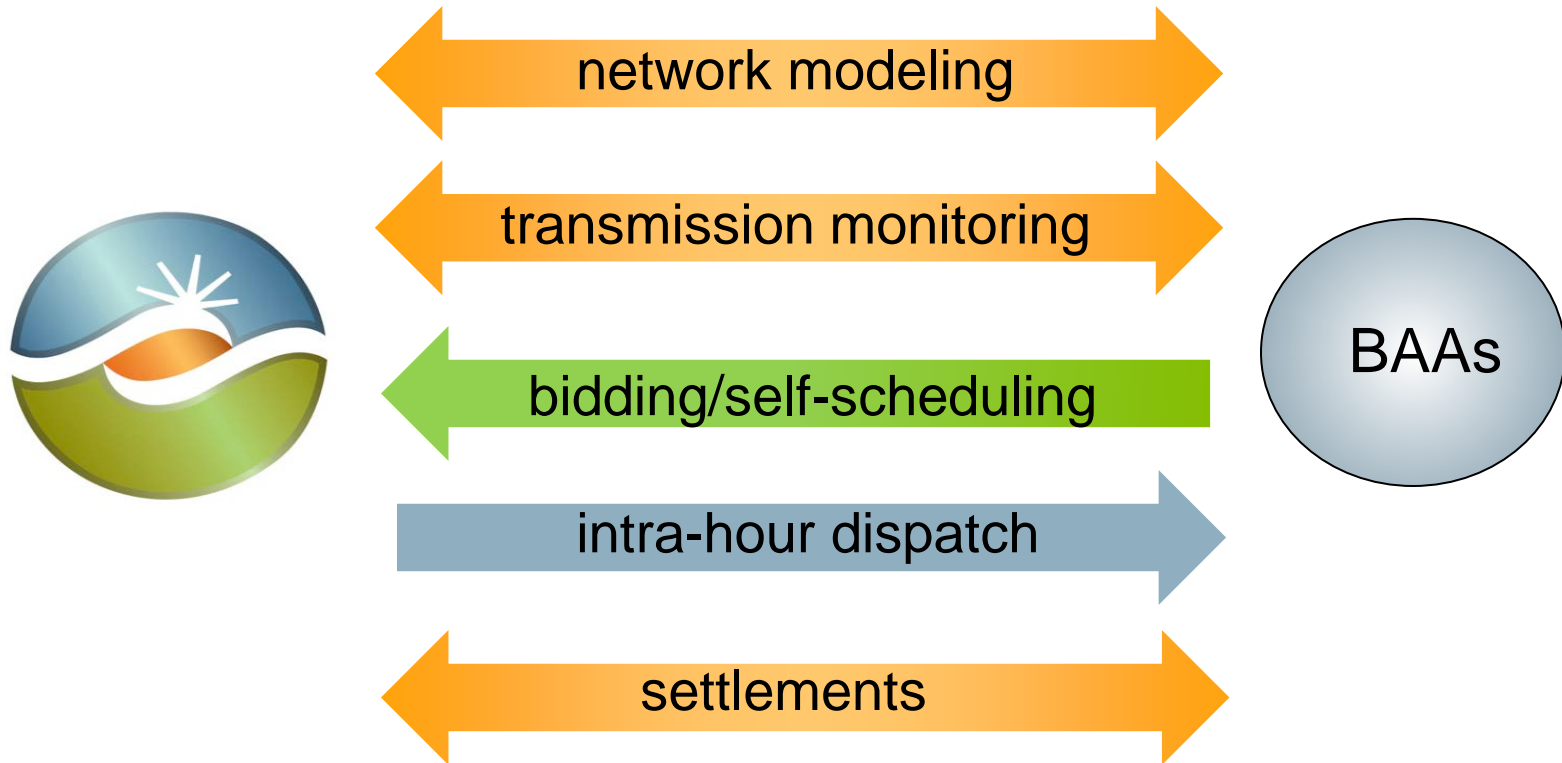 network modeling
transmission monitoring
BAAs
bidding/self-scheduling
intra-hour dispatch
settlements